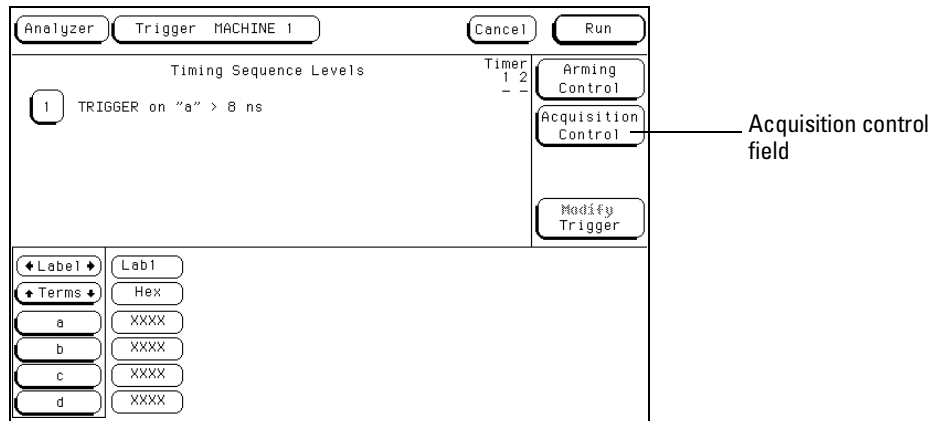 Analyzer Trigger MACHINE 1 Cancel Run
Timing Sequence Levels
Timer
1 2
– –
1 TRIGGER on "a" > 8 ns
Arming
Control
Acquisition
Control
Modify
Trigger
Acquisition control
field
←Label→ Lab1
↑Terms↓ Hex
a XXXX
b XXXX
c XXXX
d XXXX